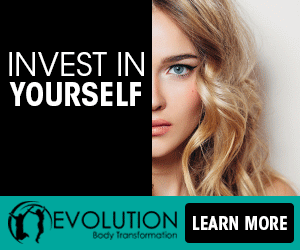 INVEST IN
YOURSELF
EVOLUTION
Body Transformation
LEARN MORE